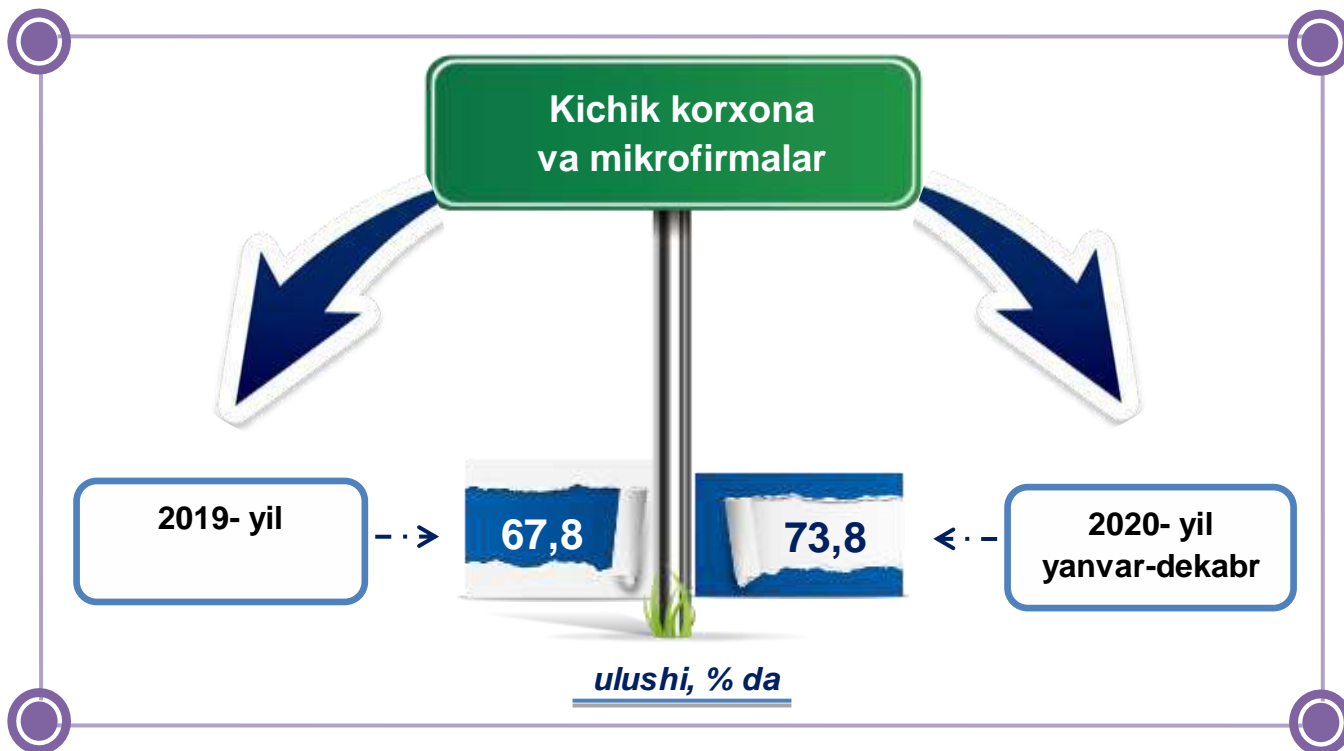 Kichik korxona
va mikrofirmalar
2019- yil
67,8
73,8
2020- yil
yanvar-dekabr
ulushi, % da